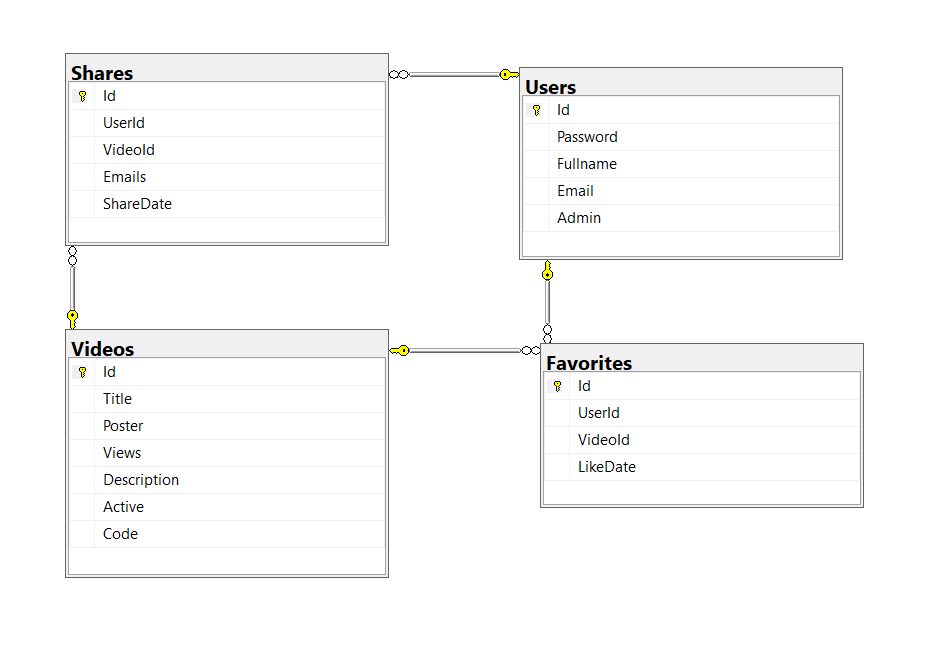 Shares
Id
UserId
VideoId
Emails
ShareDate
Users
Id
Password
Fullname
Email
Admin
Videos
Id
Title
Poster
Views
Description
Active
Code
Favorites
Id
UserId
VideoId
LikeDate